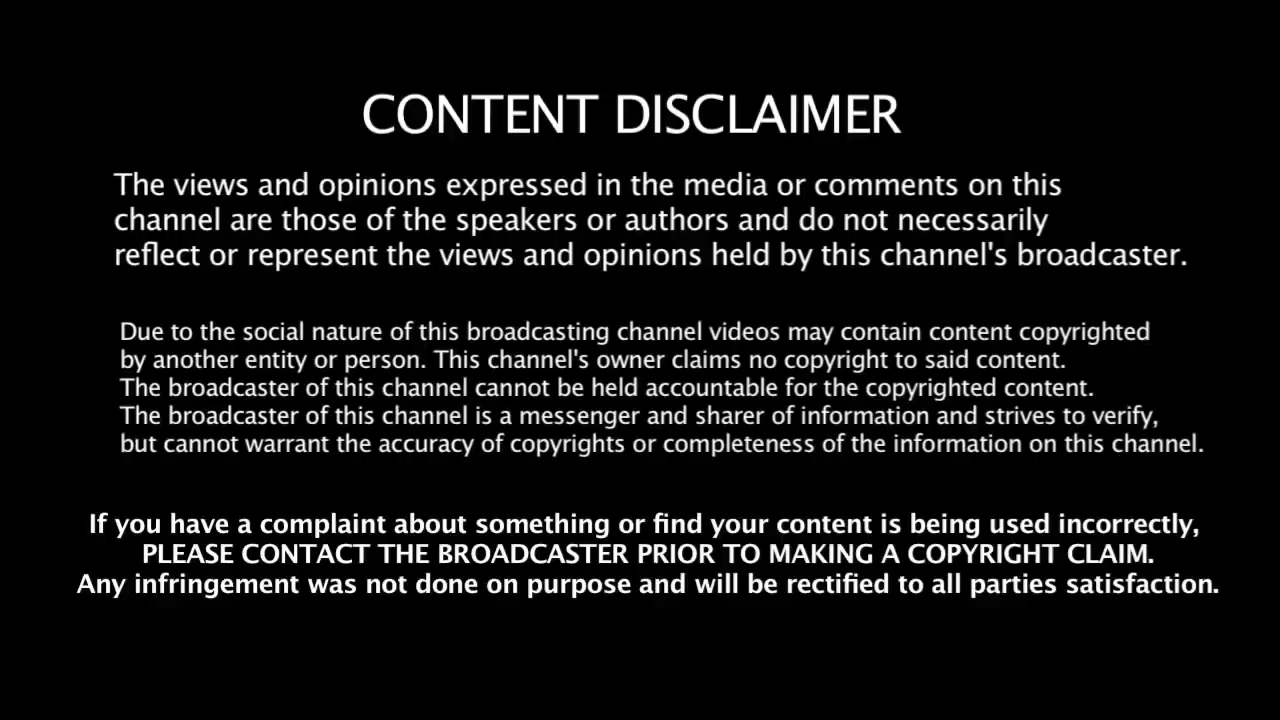 CONTENT DISCLAIMER
The views and opinions expressed in the media or comments on this
channel are those of the speakers or authors and do not necessarily
reflect or represent the views and opinions held by this channel's broadcaster.
Due to the social nature of this broadcasting channel videos may contain content copyrighted
by another entity or person. This channel's owner claims no copyright to said content.
The broadcaster of this channel cannot be held accountable for the copyrighted content.
The broadcaster of this channel is a messenger and sharer of information and strives to verify,
but cannot warrant the accuracy of copyrights or completeness of the information on this channel.
If you have a complaint about something or find your content is being used incorrectly,
PLEASE CONTACT THE BROADCASTER PRIOR TO MAKING A COPYRIGHT CLAIM.
Any infringement was not done on purpose and will be rectified to all parties satisfaction.